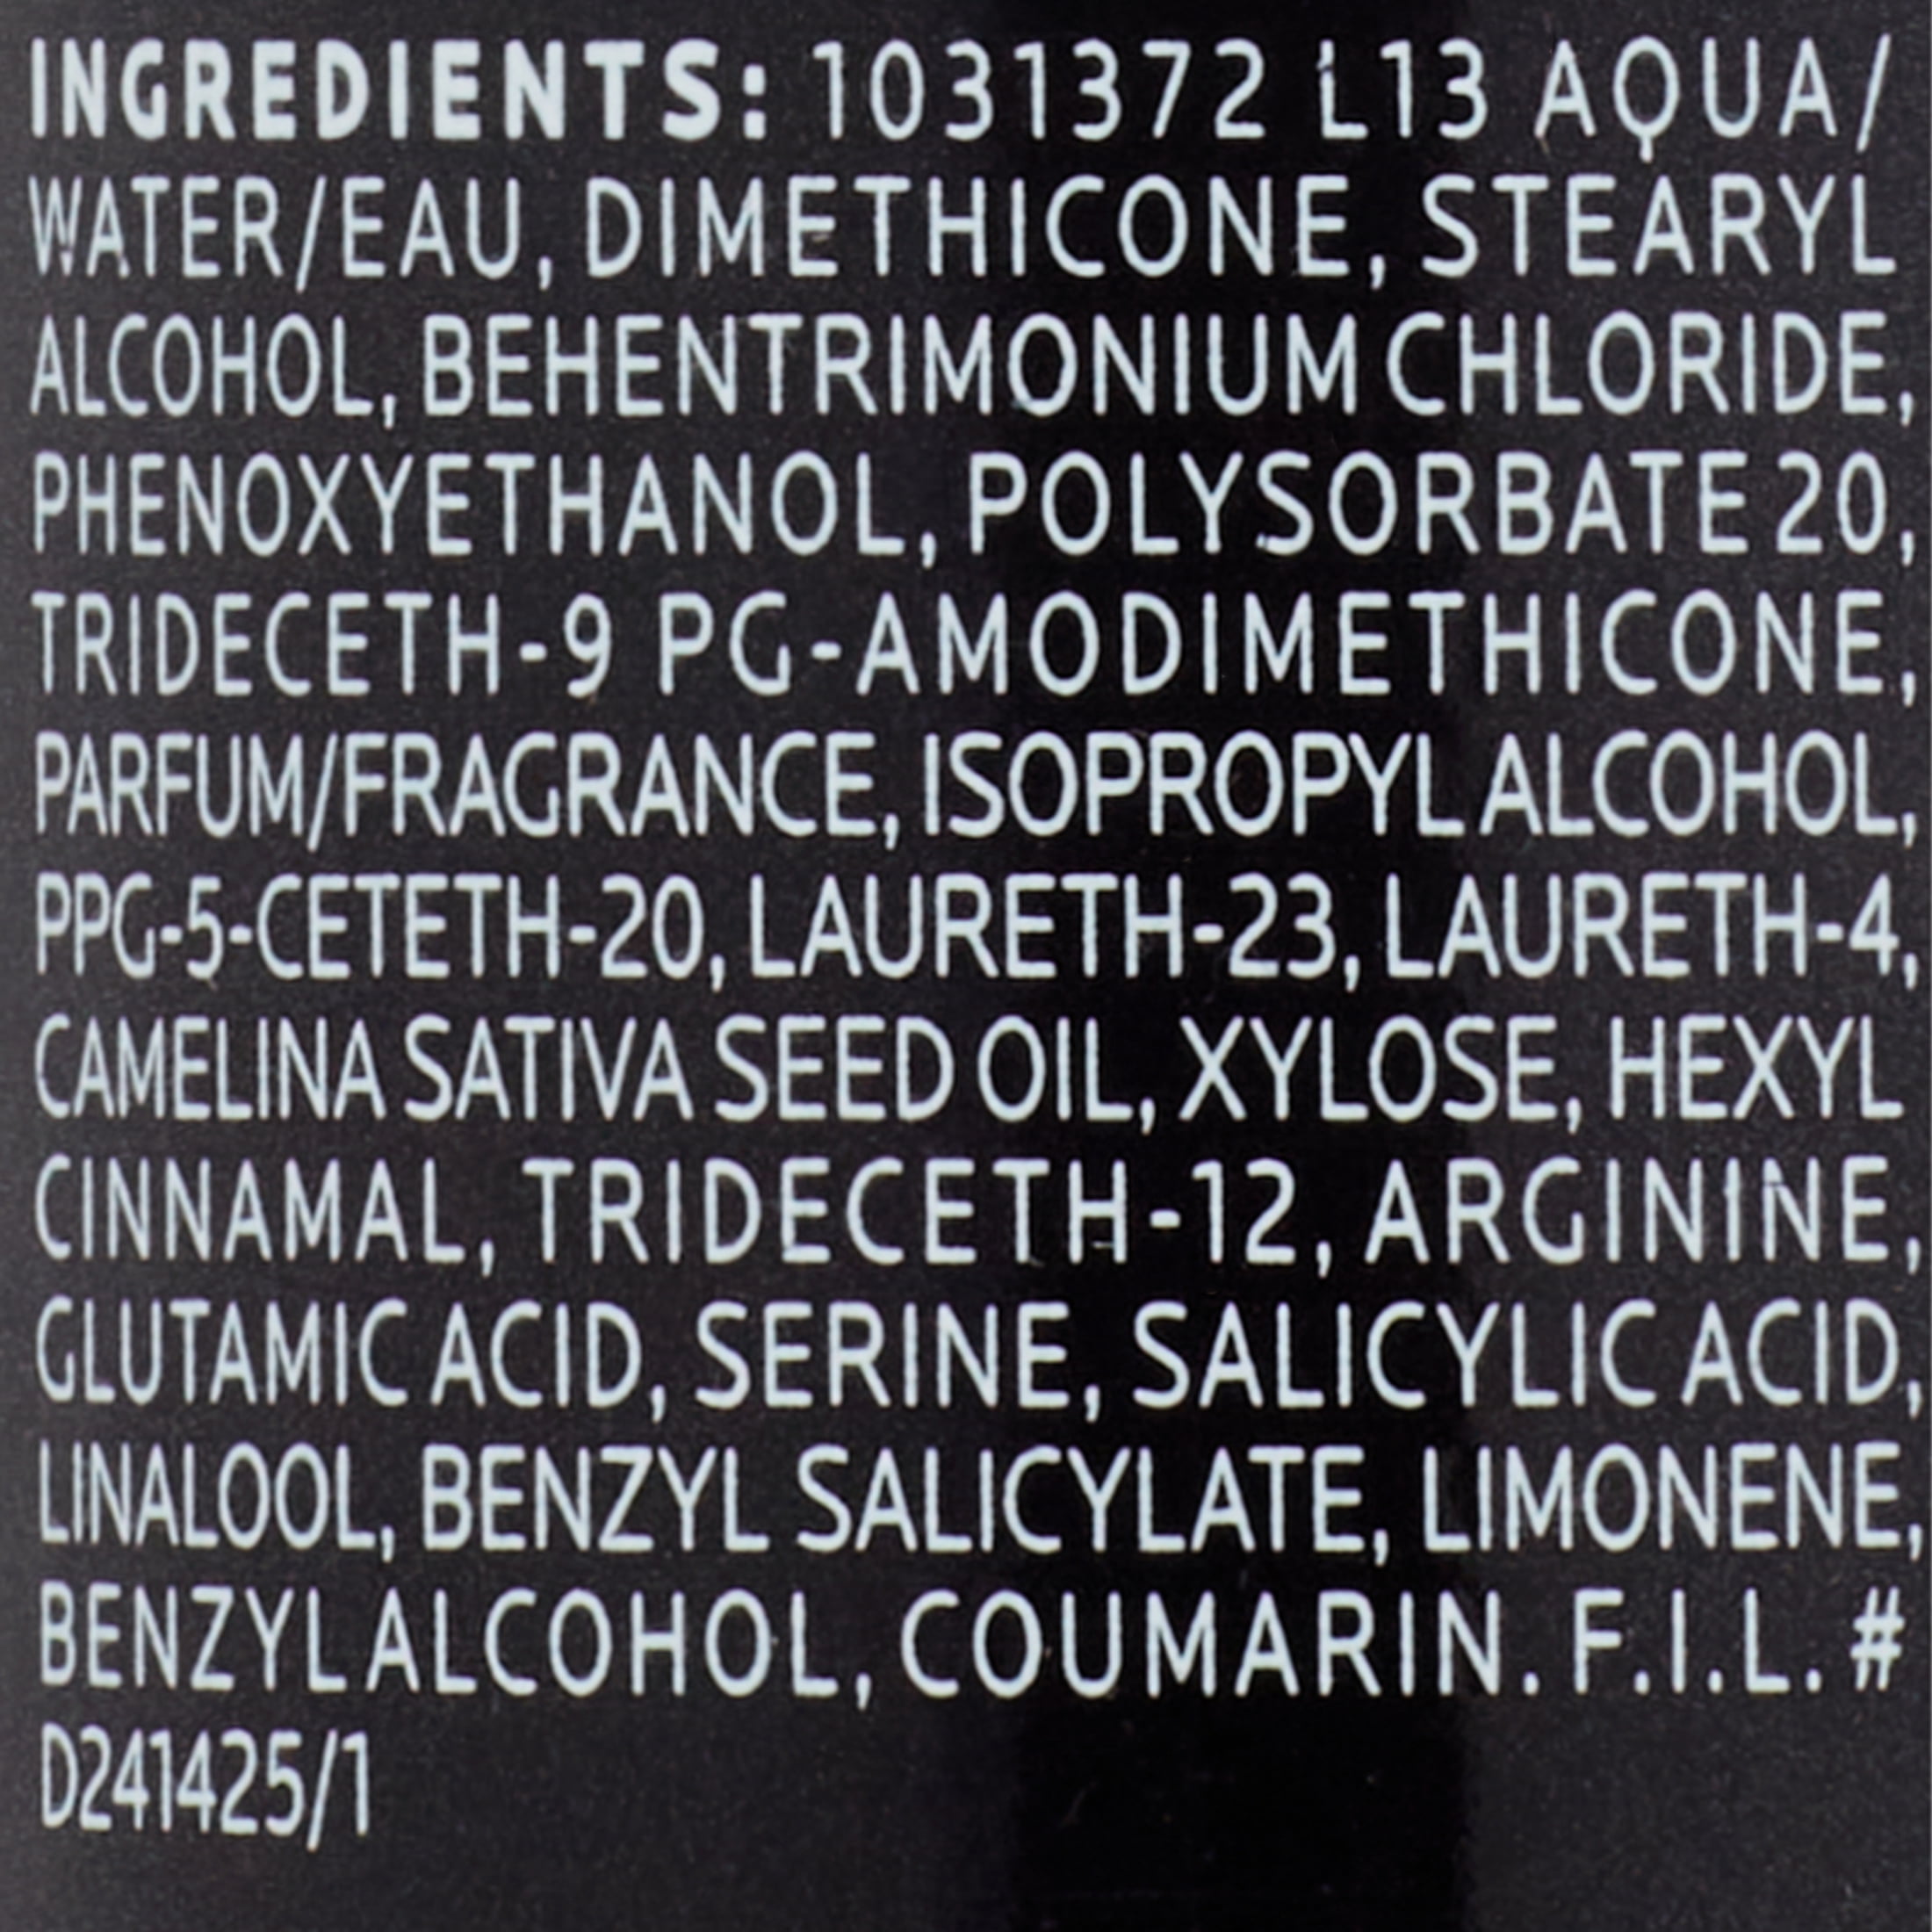 INGREDIENTS: 1031372 L13 AQUA/
WATER/EAU, DIMETHICONE, STEARYL
ALCOHOL, BEHENTRIMONIUM CHLORIDE,
PHENOXYETHANOL, POLYSORBATE 20,
TRIDECETH-9 PG-AMODIMETHICONE,
PARFUM/FRAGRANCE, ISOPROPYL ALCOHOL,
PPG-5-CETETH-20, LAURETH-23, LAURETH-4,
CAMELINA SATIVA SEED OIL, XYLOSE, HEXYL
CINNAMAL, TRIDECETH-12, ARGININE,
GLUTAMIC ACID, SERINE, SALICYLIC ACID,
LINALOOL, BENZYL SALICYLATE, LIMONENE,
BENZYL ALCOHOL, COUMARIN. F.I.L. #
D241425/1